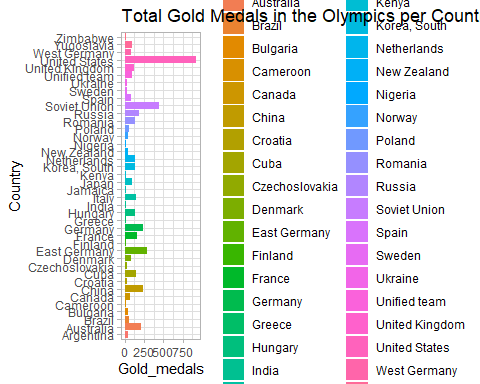 Total Gold Medals in the Olympics per Count
Country
Zimbabwe
Yugoslavia
West Germany
United States
United Kingdom
Unified team
Ukraine
Sweden
Spain
Soviet Union
Russia
Romania
Poland
Norway
Nigeria
New Zealand
Netherlands
Korea, South
Kenya
Japan
Jamaica
Italy
India
Hungary
Greece
Germany
France
Finland
East Germany
Denmark
Czechoslovakia
Cuba
Croatia
China
Canada
Cameroon
Bulgaria
Brazil
Australia
Argentina
0 250 500 750
Gold_medals
Australia
Brazil
Bulgaria
Cameroon
Canada
China
Croatia
Cuba
Czechoslovakia
Denmark
East Germany
Finland
France
Germany
Greece
Hungary
India
Kenya
Korea, South
Netherlands
New Zealand
Nigeria
Norway
Poland
Romania
Russia
Soviet Union
Spain
Sweden
Ukraine
Unified team
United Kingdom
United States
West Germany